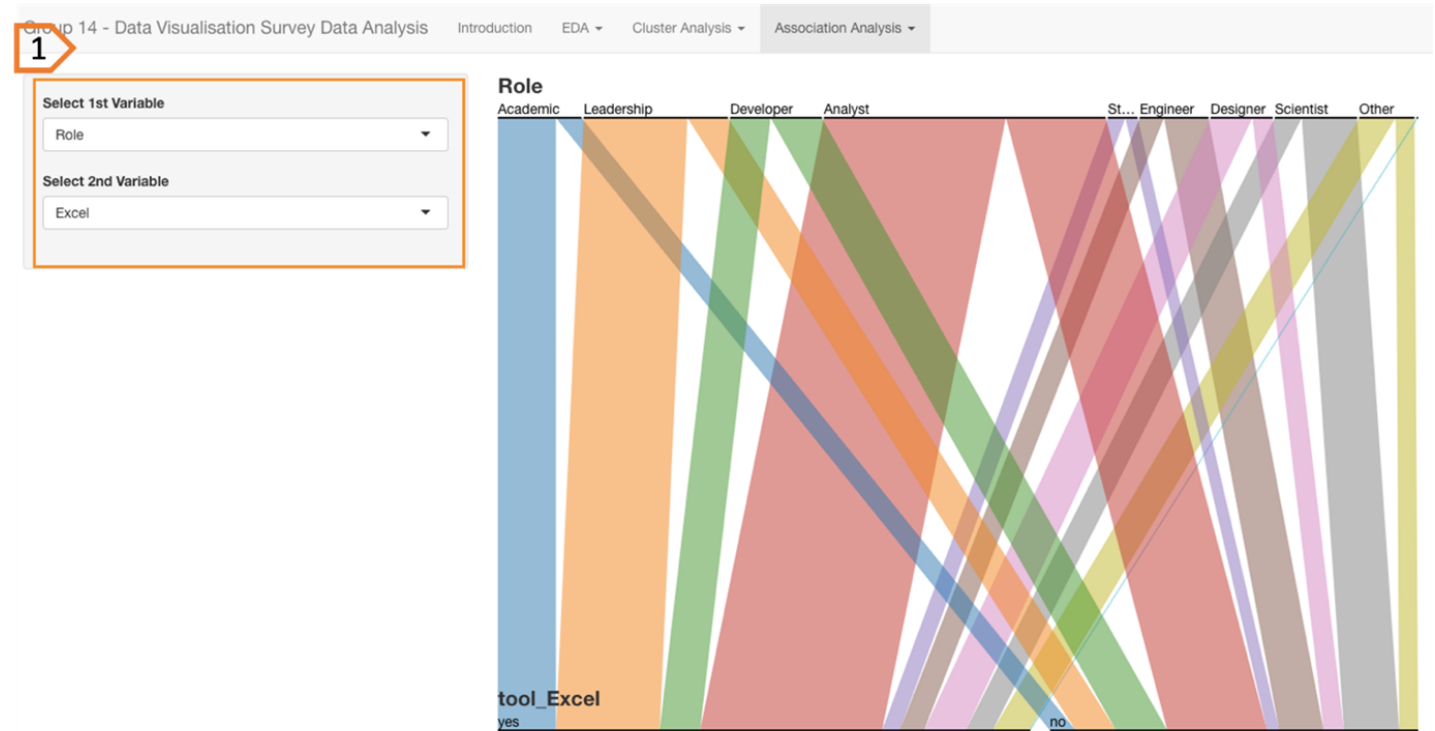 Group 14 - Data Visualisation Survey Data Analysis Introduction EDA Cluster Analysis Association Analysis
1
Select 1st Variable
Role
Select 2nd Variable
Excel
Role
Academic Leadership Developer Analyst St... Engineer Designer Scientist Other
tool_Excel
yes no